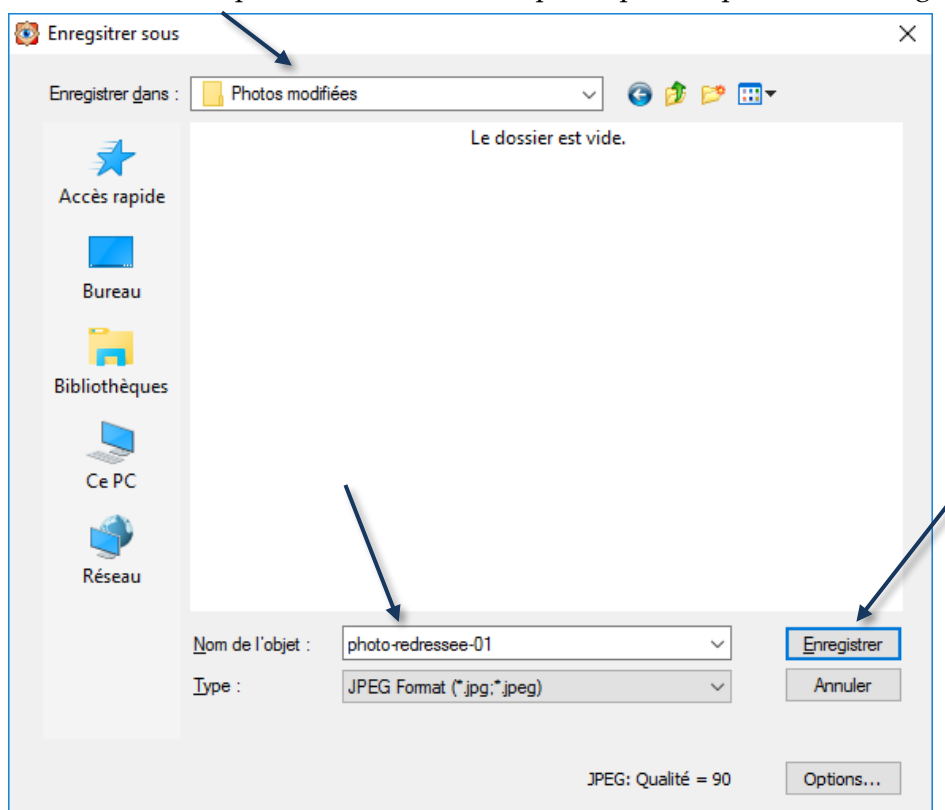 Enregsitrer sous
Enregistrer dans : Photos modifiées
Le dossier est vide.
Accès rapide
Bureau
Bibliothèques
Ce PC
Réseau
Nom de l'objet : photo-redressee-01 Enregistrer
Type : JPEG Format (*.jpg;*.jpeg) Annuler
JPEG: Qualité = 90 Options...